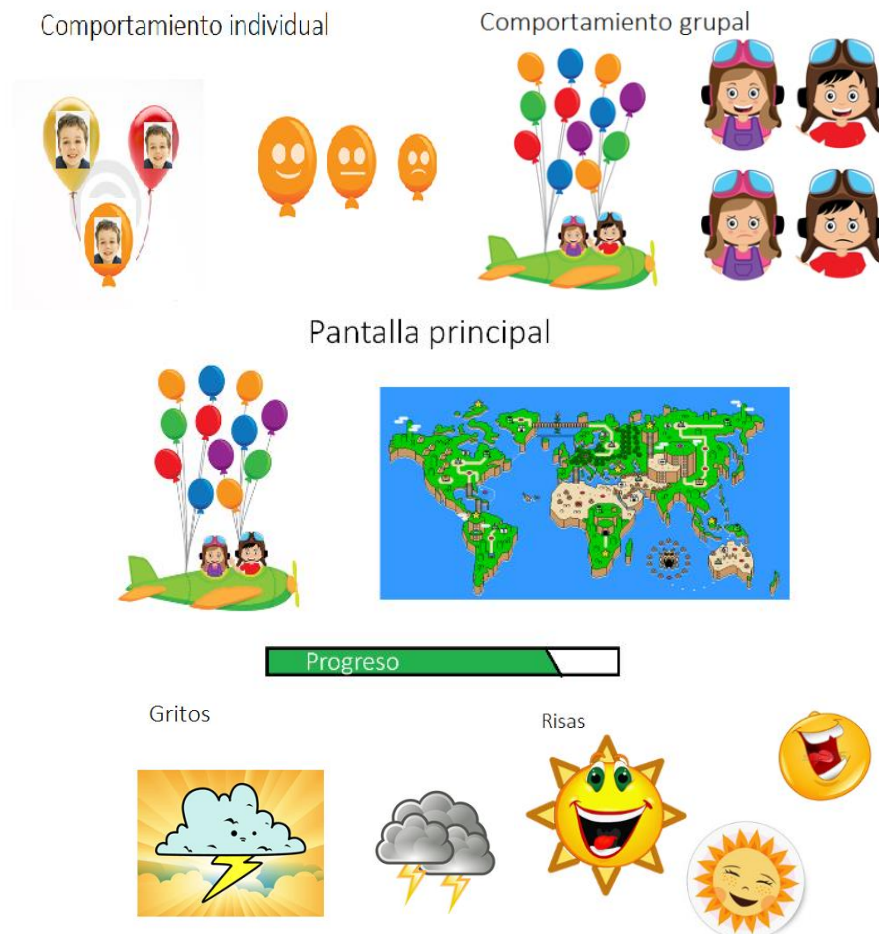 Comportamiento individual
Comportamiento grupal
Pantalla principal
Progreso
Gritos
Risas